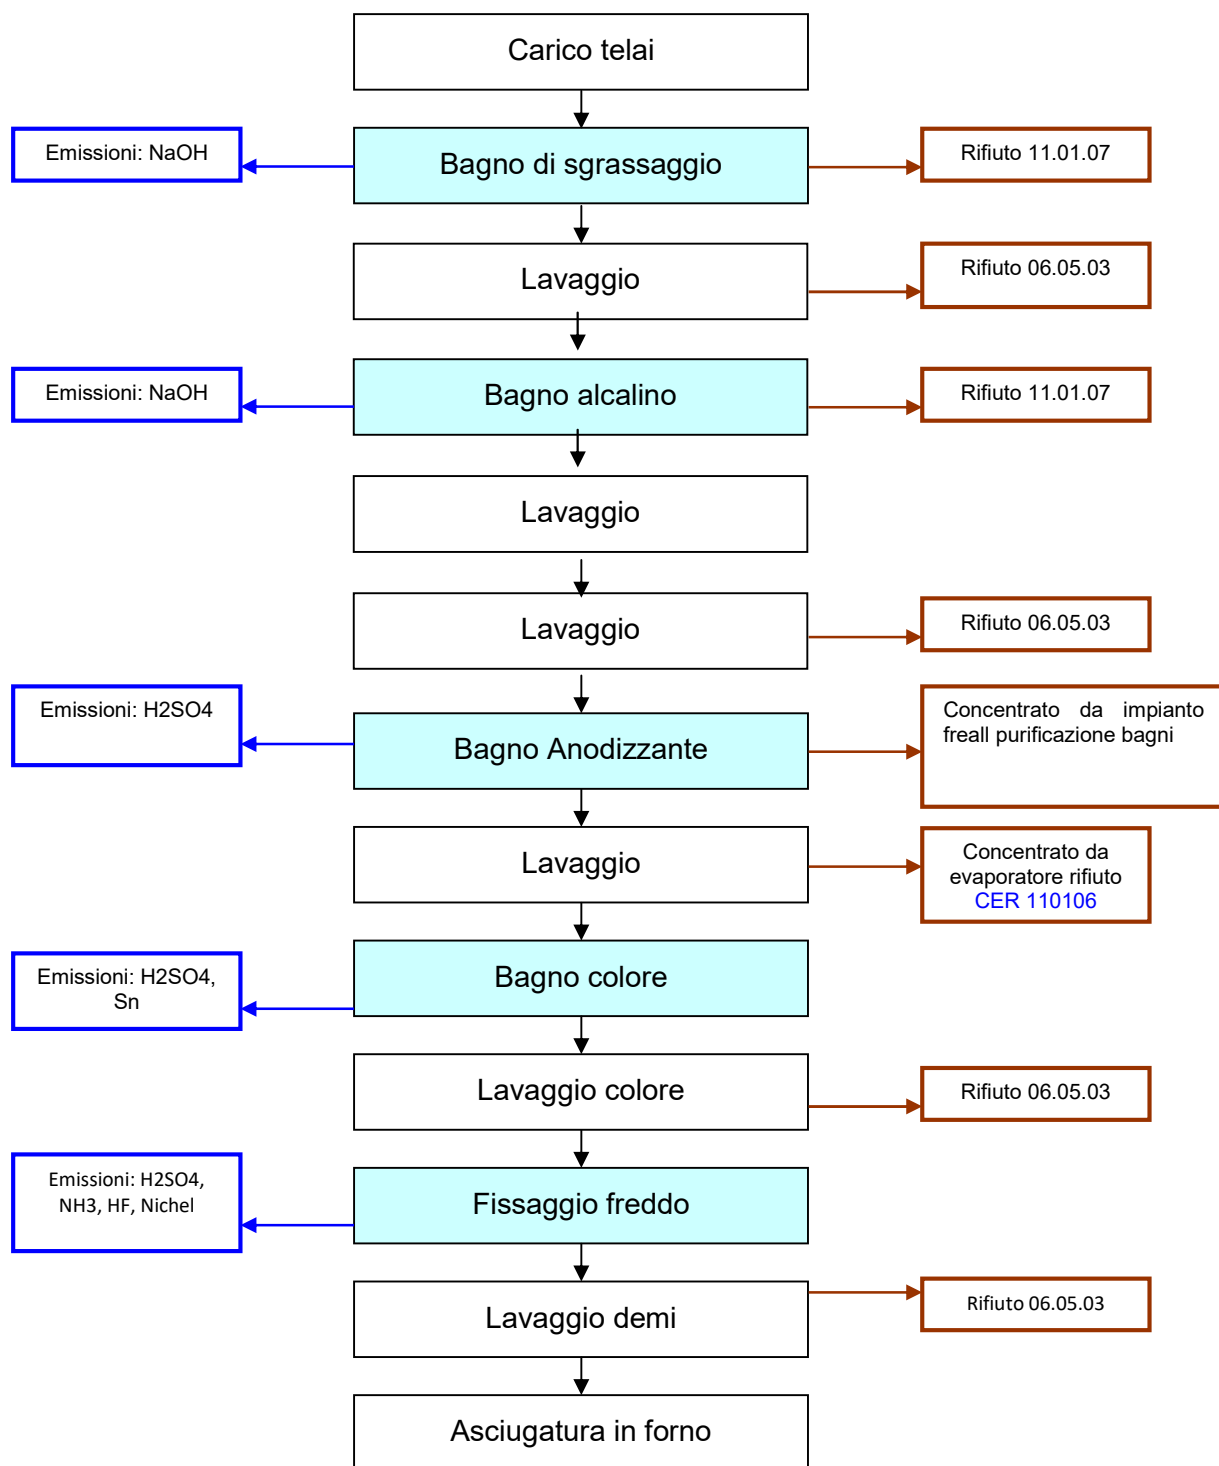 Carico telai
Emissioni: NaOH
Bagno di sgrassaggio
Rifiuto 11.01.07
Lavaggio
Rifiuto 06.05.03
Emissioni: NaOH
Bagno alcalino
Rifiuto 11.01.07
Lavaggio
Lavaggio
Rifiuto 06.05.03
Emissioni: H2SO4
Bagno Anodizzante
Concentrato da impianto
freall purificazione bagni
Lavaggio
Concentrato da
evaporatore rifiuto
CER 110106
Emissioni: H2SO4,
Sn
Bagno colore
Lavaggio colore
Rifiuto 06.05.03
Emissioni: H2SO4,
NH3, HF, Nichel
Fissaggio freddo
Lavaggio demi
Rifiuto 06.05.03
Asciugatura in forno